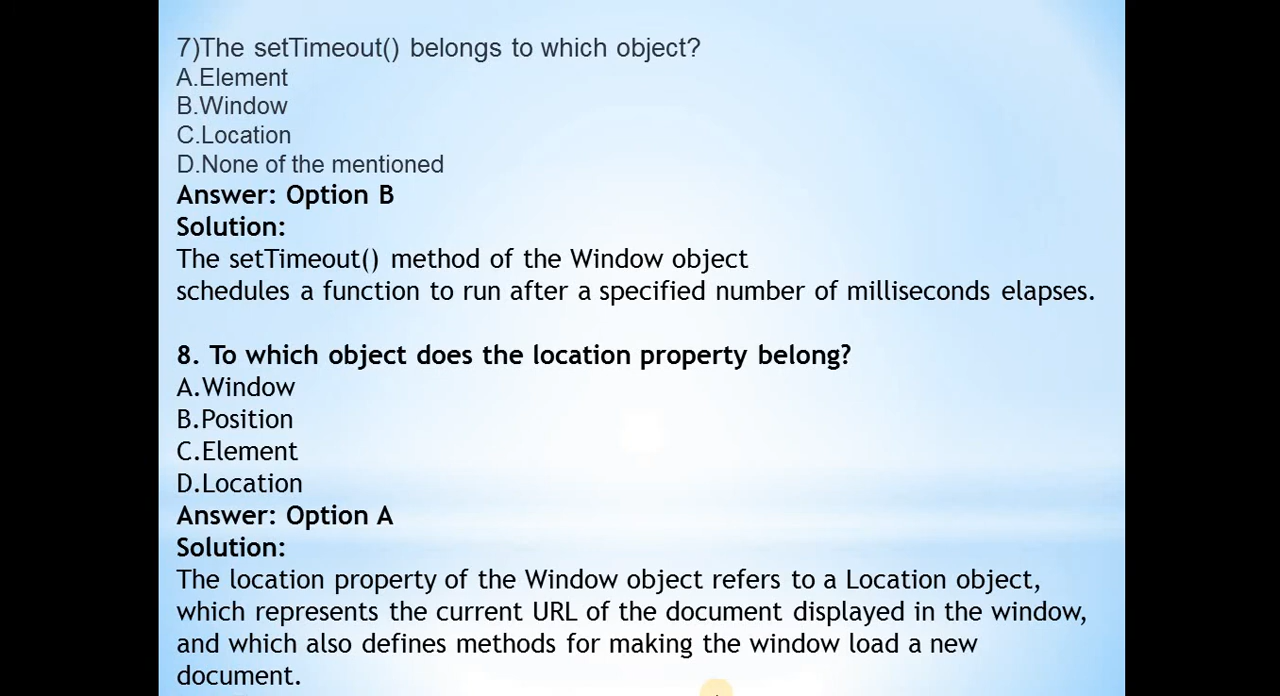 7)The setTimeout() belongs to which object?
A.Element
B.Window
C.Location
D.None of the mentioned
Answer: Option B
Solution:
The setTimeout() method of the Window object
schedules a function to run after a specified number of milliseconds elapses.
8. To which object does the location property belong?
A.Window
B.Position
C.Element
D.Location
Answer: Option A
Solution:
The location property of the Window object refers to a Location object,
which represents the current URL of the document displayed in the window,
and which also defines methods for making the window load a new
document.